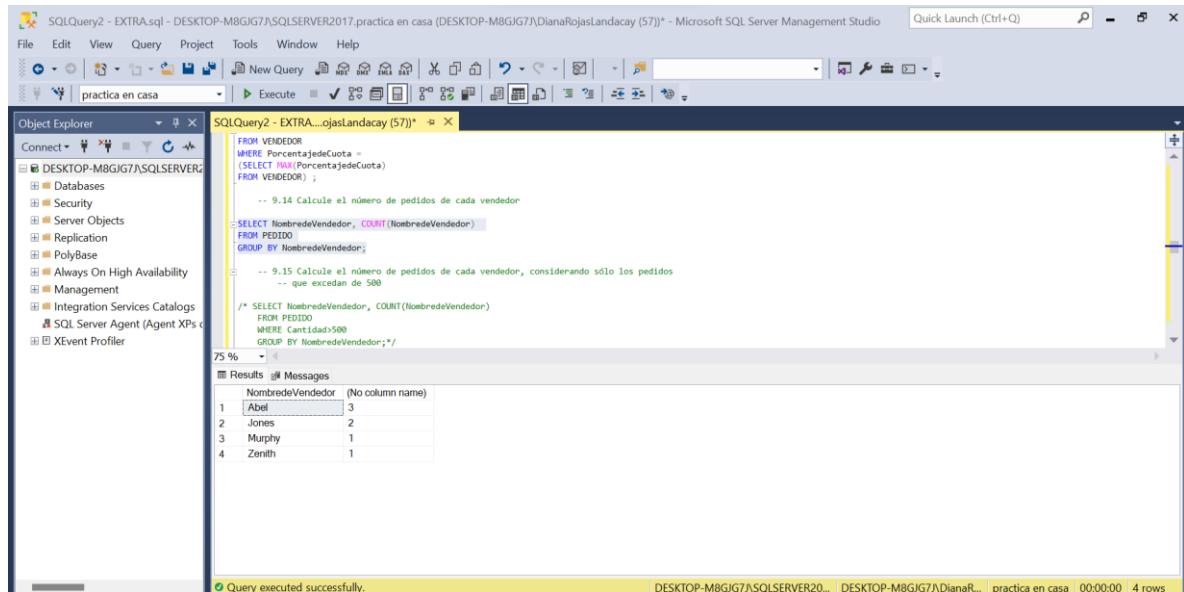 SQLQuery2 - EXTRA.sql - DESKTOP-M8GJG7J\SQLSERVER2017.practica en casa (DESKTOP-M8GJG7J\DianaRojasLandacay (57))* - Microsoft SQL Server Management Studio
Quick Launch (Ctrl+Q)
File Edit View Query Project Tools Window Help
New Query
MDX DMX XMLA DAX
practica en casa
Execute
Object Explorer
SQLQuery2 - EXTRA....ojasLandacay (57))*
Connect
DESKTOP-M8GJG7J\SQLSERVER2
Databases
Security
Server Objects
Replication
PolyBase
Always On High Availability
Management
Integration Services Catalogs
SQL Server Agent (Agent XPs
XEvent Profiler
FROM VENDEDOR
WHERE PorcentajedeCuota =
(SELECT MAX(PorcentajedeCuota)
FROM VENDEDOR) ;
-- 9.14 Calcule el número de pedidos de cada vendedor
SELECT NombredeVendedor, COUNT(NombredeVendedor)
FROM PEDIDO
GROUP BY NombredeVendedor;
-- 9.15 Calcule el número de pedidos de cada vendedor, considerando sólo los pedidos
-- que excedan de 500
/* SELECT NombredeVendedor, COUNT(NombredeVendedor)
FROM PEDIDO
WHERE Cantidad>500
GROUP BY NombredeVendedor;*/
75 %
Results Messages
NombredeVendedor (No column name)
1 Abel 3
2 Jones 2
3 Murphy 1
4 Zenith 1
Query executed successfully.
DESKTOP-M8GJG7J\SQLSERVER20... DESKTOP-M8GJG7J\DianaR... practica en casa 00:00:00 4 rows